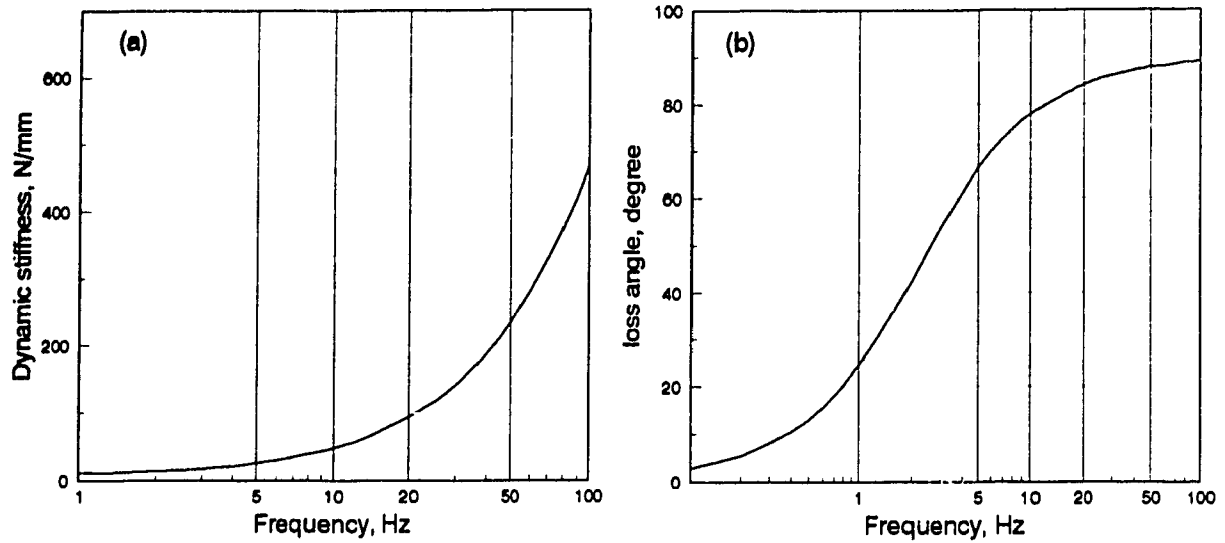 (a)
Dynamic stiffness, N/mm
600
400
200
0
1 5 10 20 50 100
Frequency, Hz
(b)
loss angle, degree
100
80
60
40
20
0
1 5 10 20 50 100
Frequency, Hz